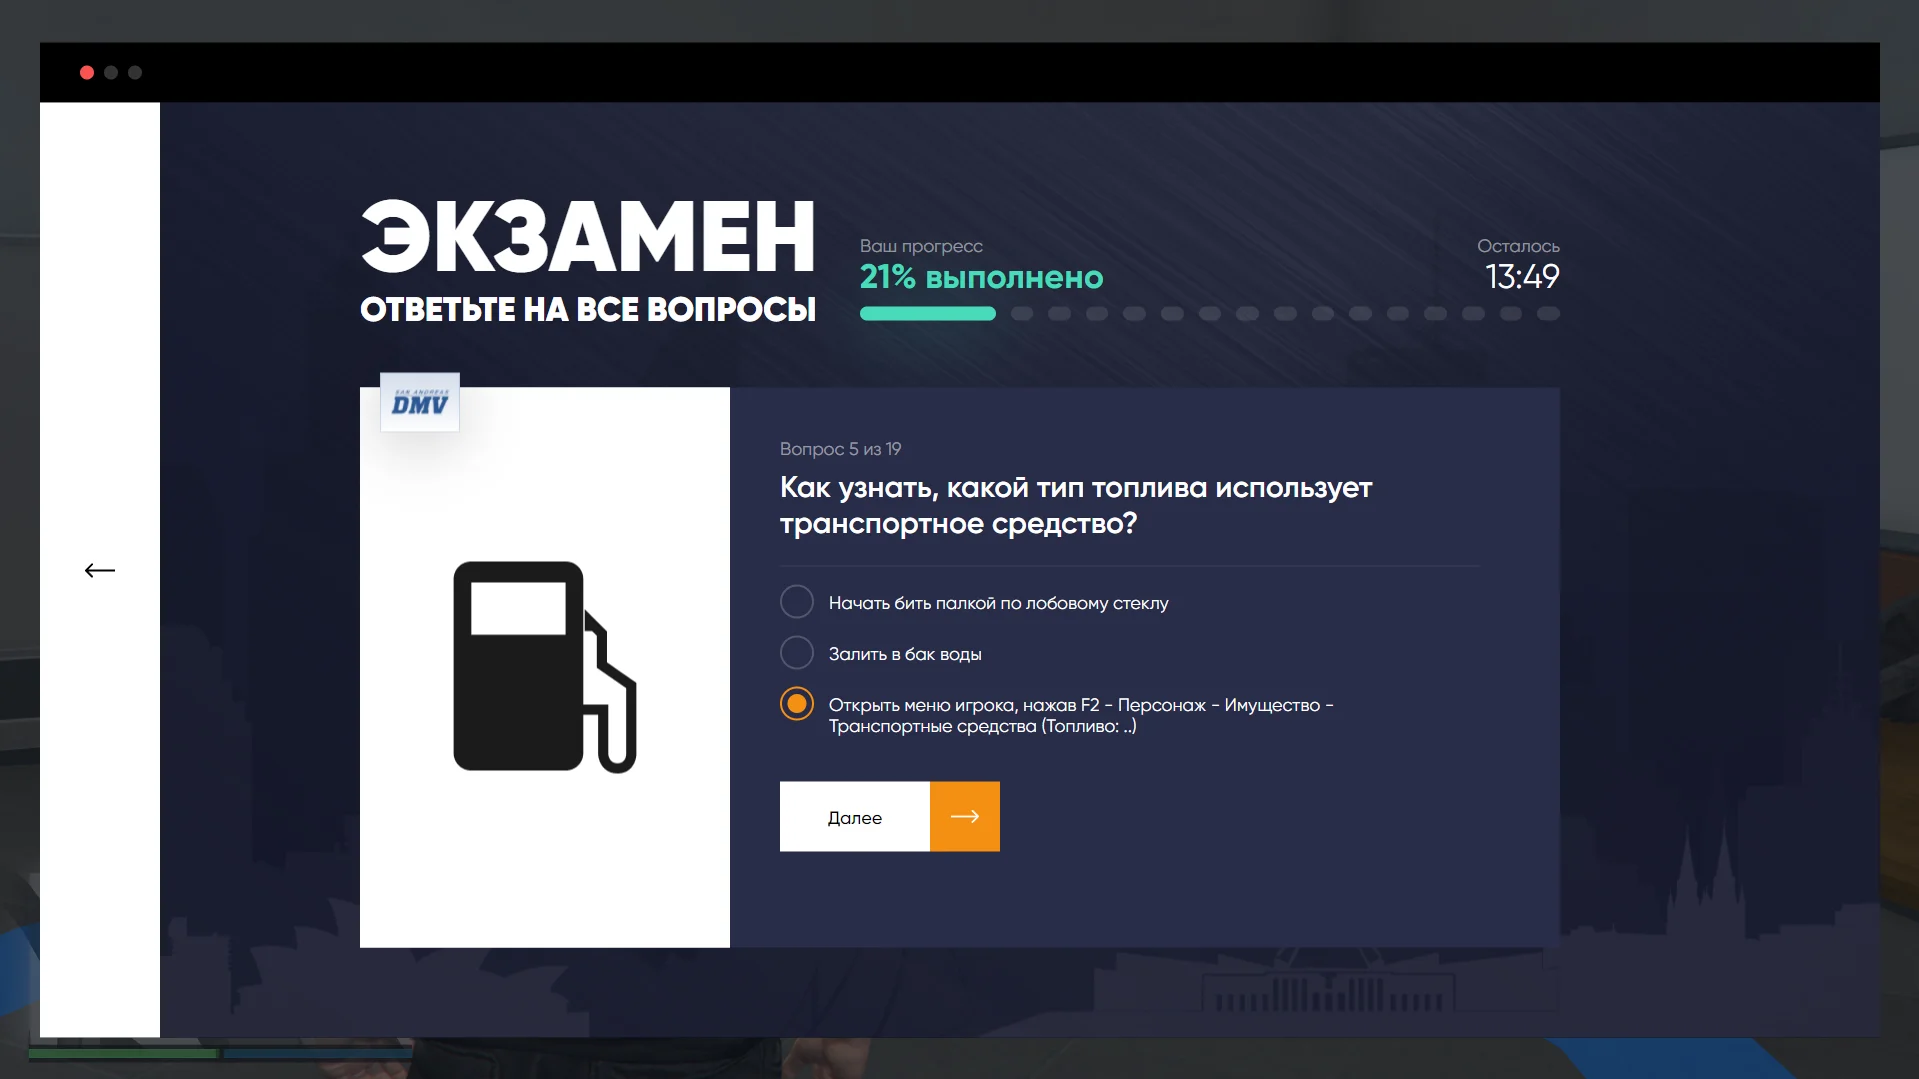 ЭКЗАМЕН
ОТВЕТЬТЕ НА ВСЕ ВОПРОСЫ
Ваш прогресс
21% выполнено
Осталось
13:49
SAN ANDREAS
DMV
Вопрос 5 из 19
Как узнать, какой тип топлива использует
транспортное средство?
Начать бить палкой по лобовому стеклу
Залить в бак воды
Открыть меню игрока, нажав F2 - Персонаж - Имущество -
Транспортные средства (Топливо: ..)
Далее